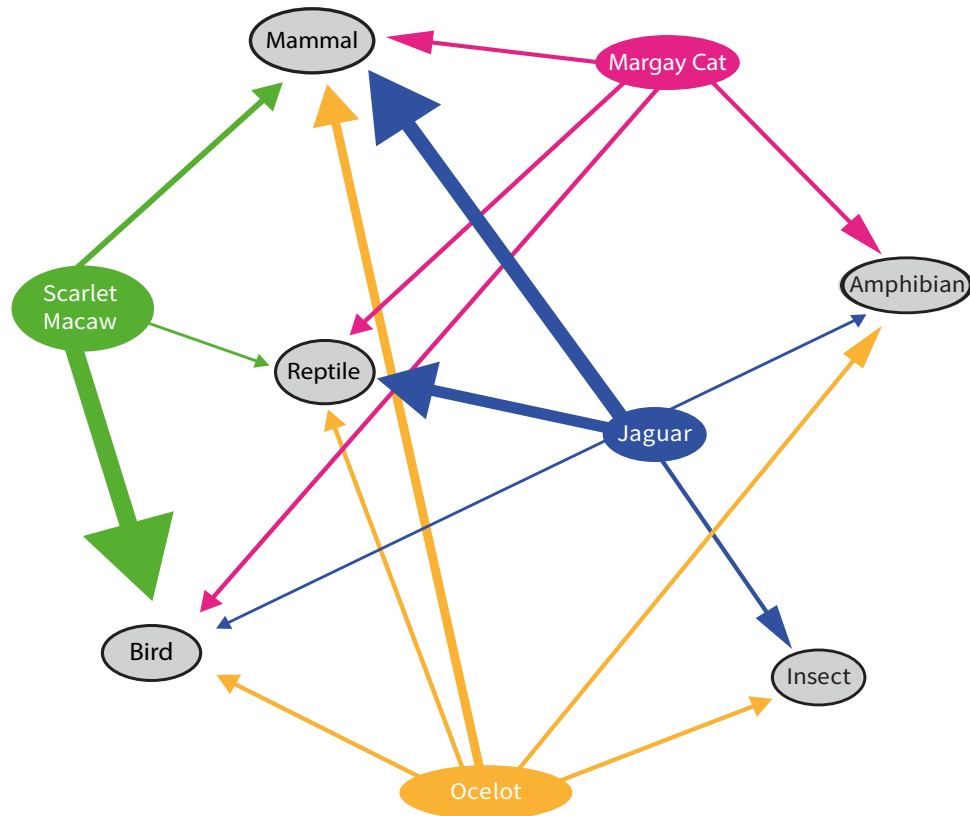 Mammal
Margay Cat
Scarlet
Macaw
Amphibian
Reptile
Jaguar
Bird
Insect
Ocelot